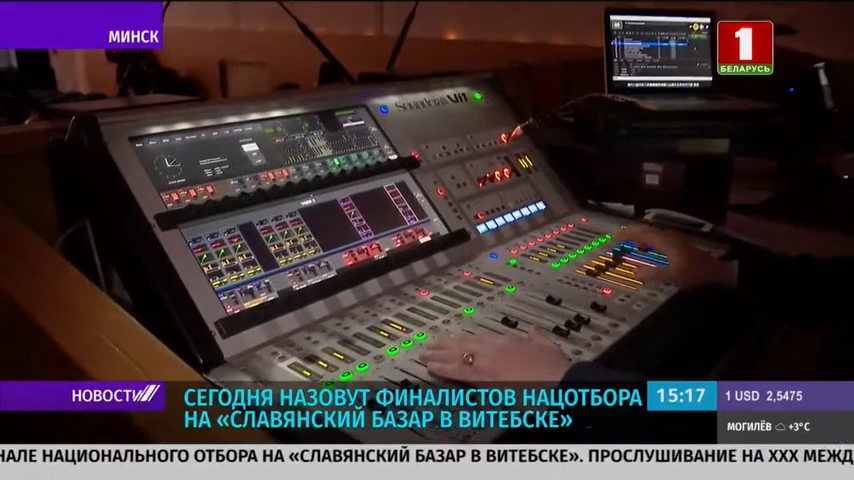 МИНСК
1
БЕЛАРУСЬ
Soundcraft Vi1
НОВОСТИ
СЕГОДНЯ НАЗОВУТ ФИНАЛИСТОВ НАЦОТБОРА
НА «СЛАВЯНСКИЙ БАЗАР В ВИТЕБСКЕ»
15:17
1 USD 2,5475
МОГИЛЁВ +3°C
НАЛЕ НАЦИОНАЛЬНОГО ОТБОРА НА «СЛАВЯНСКИЙ БАЗАР В ВИТЕБСКЕ». ПРОСЛУШИВАНИЕ НА XXX МЕЖД